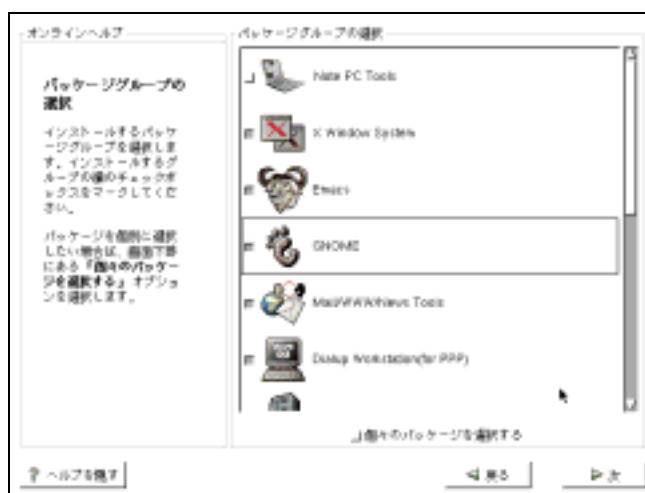 オンラインヘルプ
パッケージグループの
選択
インストールするパッケ
ージグループを選択しま
す。インストールするグ
ループの横のチェックボ
ックスをマークしてくだ
さい。
パッケージを個別に選択
したい場合は、画面下部
にある「個々のパッケー
ジを選択する」オプショ
ンを選択します。
パッケージグループの選択
Note PC Tools
X Window System
Emacs
GNOME
Mail/WWW/News Tools
Dialup Workstation(for PPP)
個々のパッケージを選択する
? ヘルプを隠す
戻る
次